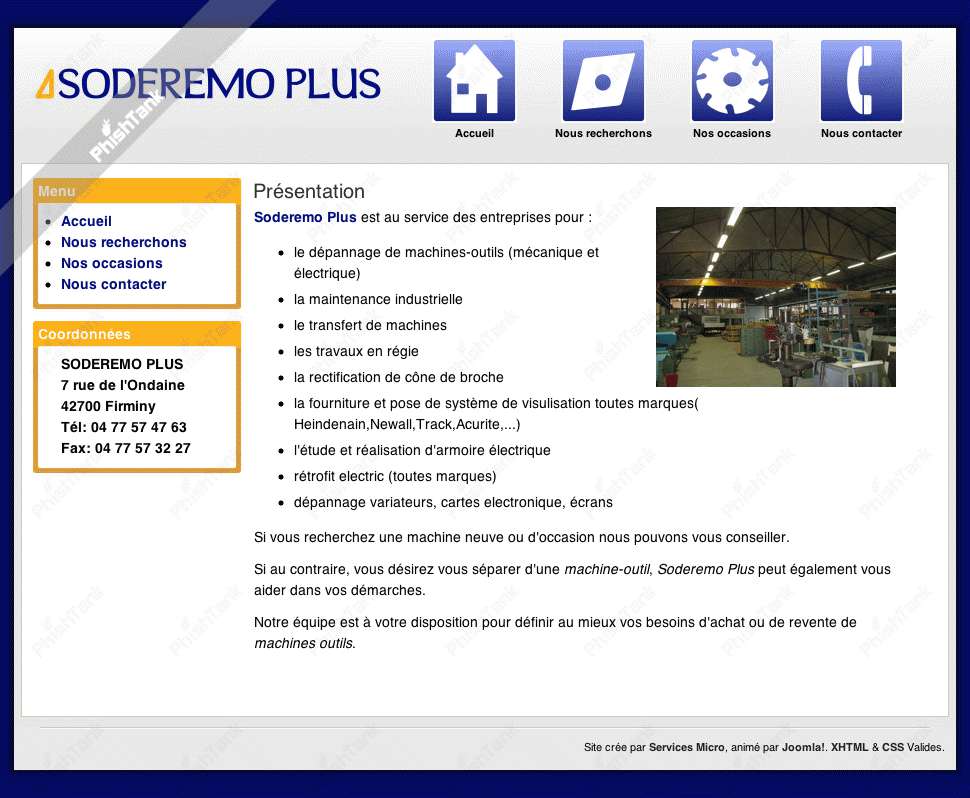 SODEREMO PLUS
Accueil
Nous recherchons
Nos occasions
Nous contacter
PhishTank
Menu
Accueil
Nous recherchons
Nos occasions
Nous contacter
Coordonnées
SODEREMO PLUS
7 rue de l'Ondaine
42700 Firminy
Tél: 04 77 57 47 63
Fax: 04 77 57 32 27
Présentation
Soderemo Plus est au service des entreprises pour :
le dépannage de machines-outils (mécanique et
électrique)
la maintenance industrielle
le transfert de machines
les travaux en régie
la rectification de cône de broche
la fourniture et pose de système de visulisation toutes marques(
Heindenain,Newall,Track,Acurite,...)
l'étude et réalisation d'armoire électrique
rétrofit electric (toutes marques)
dépannage variateurs, cartes electronique, écrans
Si vous recherchez une machine neuve ou d'occasion nous pouvons vous conseiller.
Si au contraire, vous désirez vous séparer d'une machine-outil, Soderemo Plus peut également vous
aider dans vos démarches.
Notre équipe est à votre disposition pour définir au mieux vos besoins d'achat ou de revente de
machines outils.
Site crée par Services Micro, animé par Joomla!. XHTML & CSS Valides.